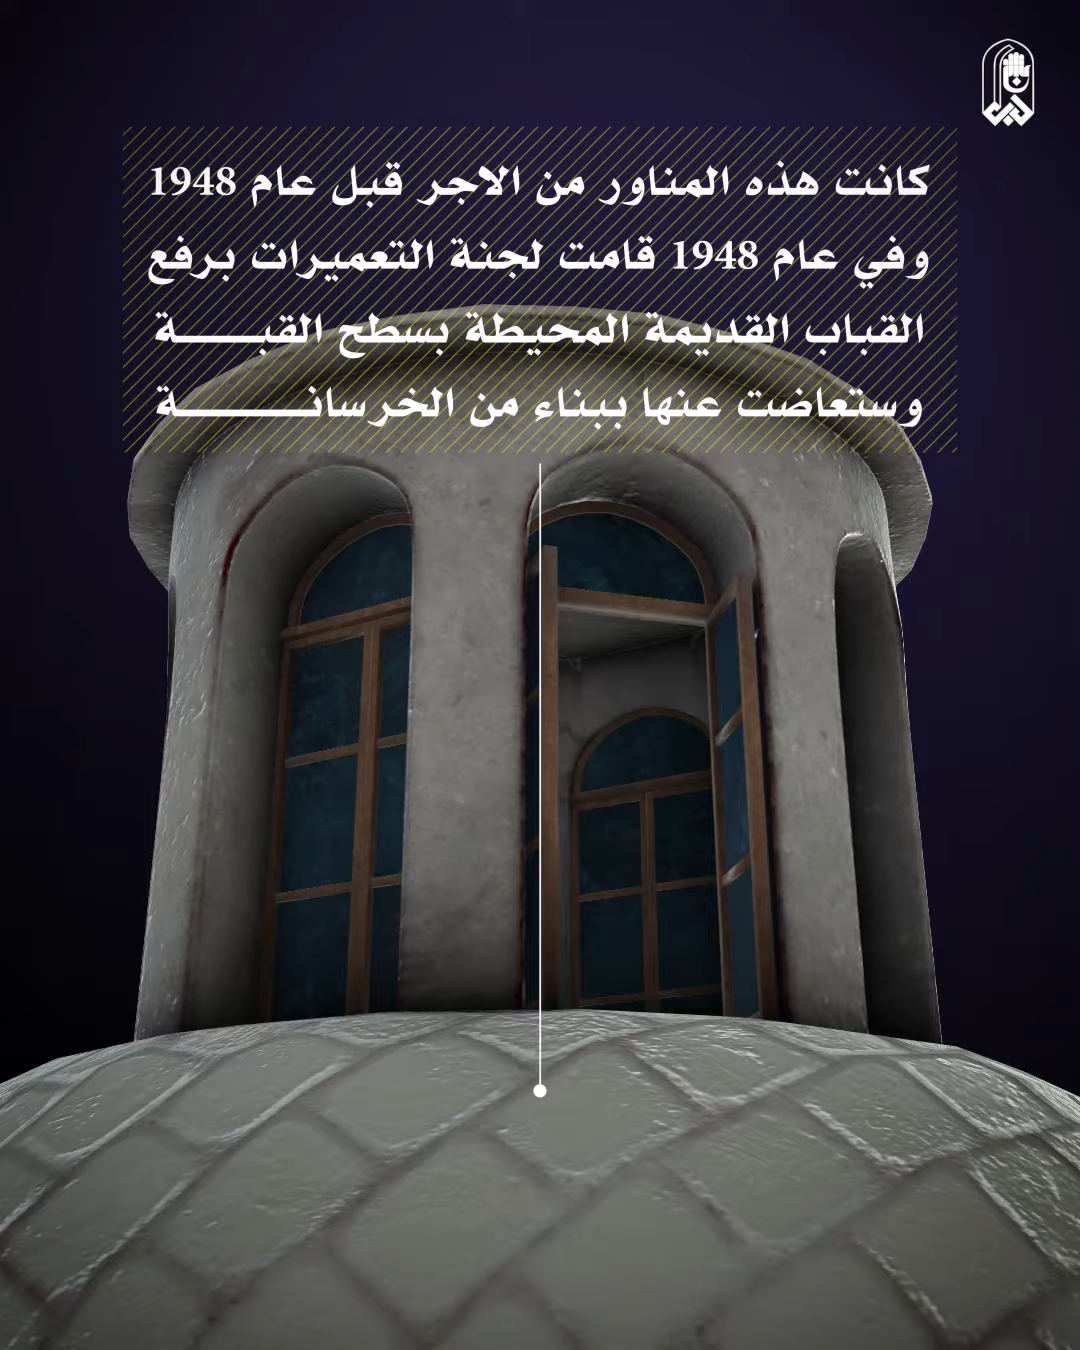 كانت هذه المناور من الاجر قبل عام 1948
وفي عام 1948 قامت لجنة التعميرات برفع
القباب القديمة المحيطة بسطح القبـــــة
وستعاضت عنها ببناء من الخرسانــــــــة